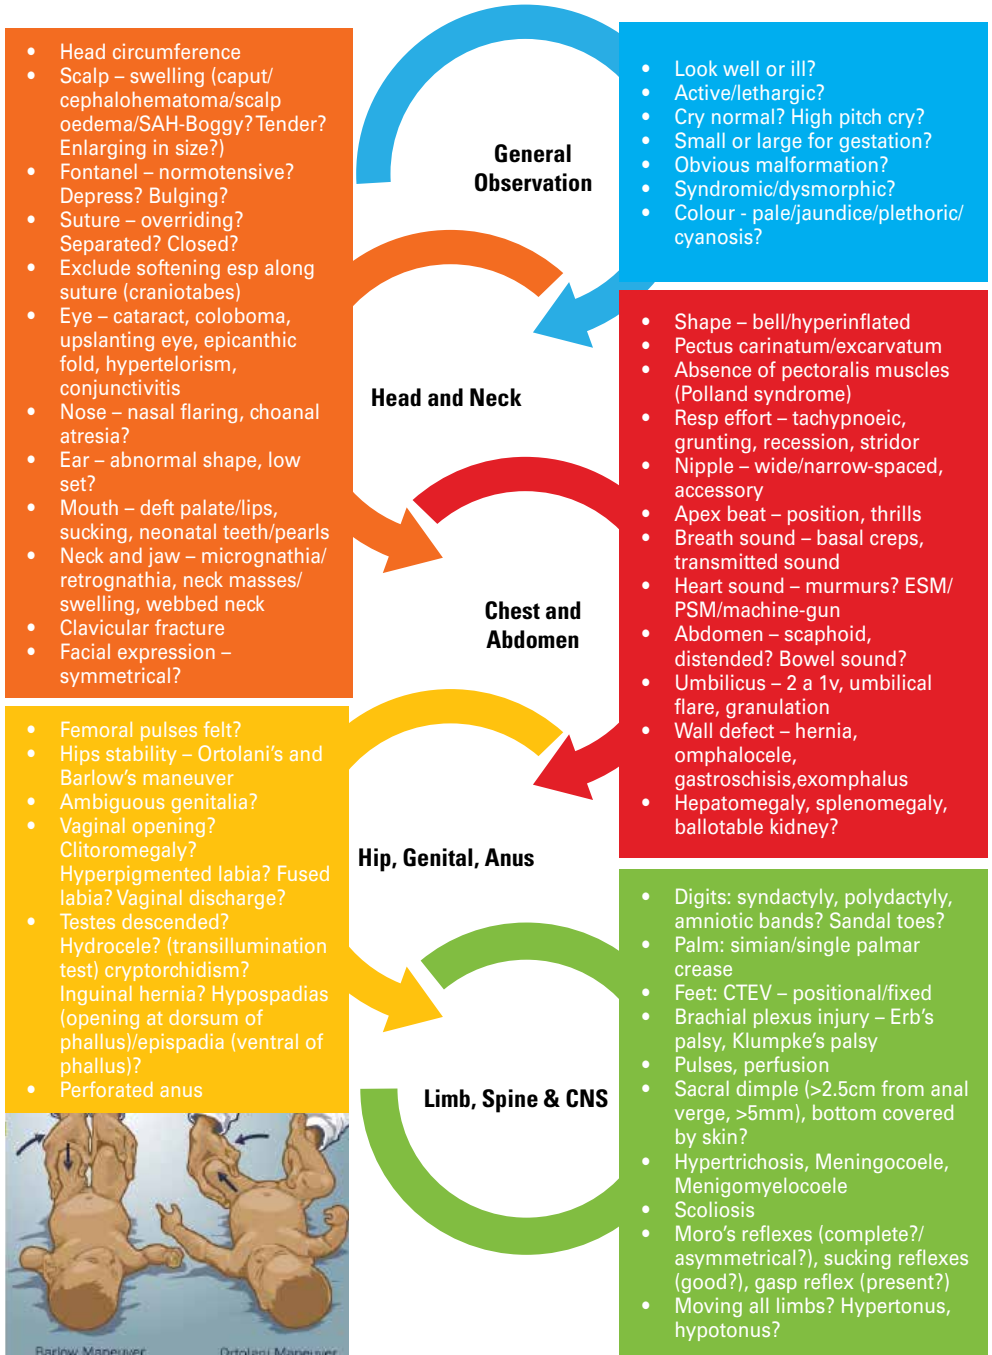 General
Observation
• Look well or ill?
• Active/lethargic?
• Cry normal? High pitch cry?
• Small or large for gestation?
• Obvious malformation?
• Syndromic/dysmorphic?
• Colour - pale/jaundice/plethoric/
cyanosis?
Head and Neck
• Head circumference
• Scalp – swelling (caput/
cephalohematoma/scalp
oedema/SAH-Boggy? Tender?
Enlarging in size?)
• Fontanel – normotensive?
Depress? Bulging?
• Suture – overriding?
Separated? Closed?
• Exclude softening esp along
suture (craniotabes)
• Eye – cataract, coloboma,
upslanting eye, epicanthic
fold, hypertelorism,
conjunctivitis
• Nose – nasal flaring, choanal
atresia?
• Ear – abnormal shape, low
set?
• Mouth – deft palate/lips,
sucking, neonatal teeth/pearls
• Neck and jaw – micrognathia/
retrognathia, neck masses/
swelling, webbed neck
• Clavicular fracture
• Facial expression –
symmetrical?
Chest and
Abdomen
• Shape – bell/hyperinflated
• Pectus carinatum/excarvatum
• Absence of pectoralis muscles
(Polland syndrome)
• Resp effort – tachypnoeic,
grunting, recession, stridor
• Nipple – wide/narrow-spaced,
accessory
• Apex beat – position, thrills
• Breath sound – basal creps,
transmitted sound
• Heart sound – murmurs? ESM/
PSM/machine-gun
• Abdomen – scaphoid,
distended? Bowel sound?
• Umbilicus – 2 a 1v, umbilical
flare, granulation
• Wall defect – hernia,
omphalocele,
gastroschisis,exomphalus
• Hepatomegaly, splenomegaly,
ballotable kidney?
Hip, Genital, Anus
• Femoral pulses felt?
• Hips stability – Ortolani's and
Barlow's maneuver
• Ambiguous genitalia?
• Vaginal opening?
Clitoromegaly?
Hyperpigmented labia? Fused
labia? Vaginal discharge?
• Testes descended?
Hydrocele? (transillumination
test) cryptorchidism?
Inguinal hernia? Hypospadias
(opening at dorsum of
phallus)/epispadia (ventral of
phallus)?
• Perforated anus
Barlow Maneuver
Ortolani Maneuver
Limb, Spine & CNS
• Digits: syndactyly, polydactyly,
amniotic bands? Sandal toes?
• Palm: simian/single palmar
crease
• Feet: CTEV – positional/fixed
• Brachial plexus injury – Erb's
palsy, Klumpke's palsy
• Pulses, perfusion
• Sacral dimple (>2.5cm from anal
verge, >5mm), bottom covered
by skin?
• Hypertrichosis, Meningocoele,
Menigomyelocoele
• Scoliosis
• Moro's reflexes (complete?/
asymmetrical?), sucking reflexes
(good?), gasp reflex (present?)
• Moving all limbs? Hypertonus,
hypotonus?